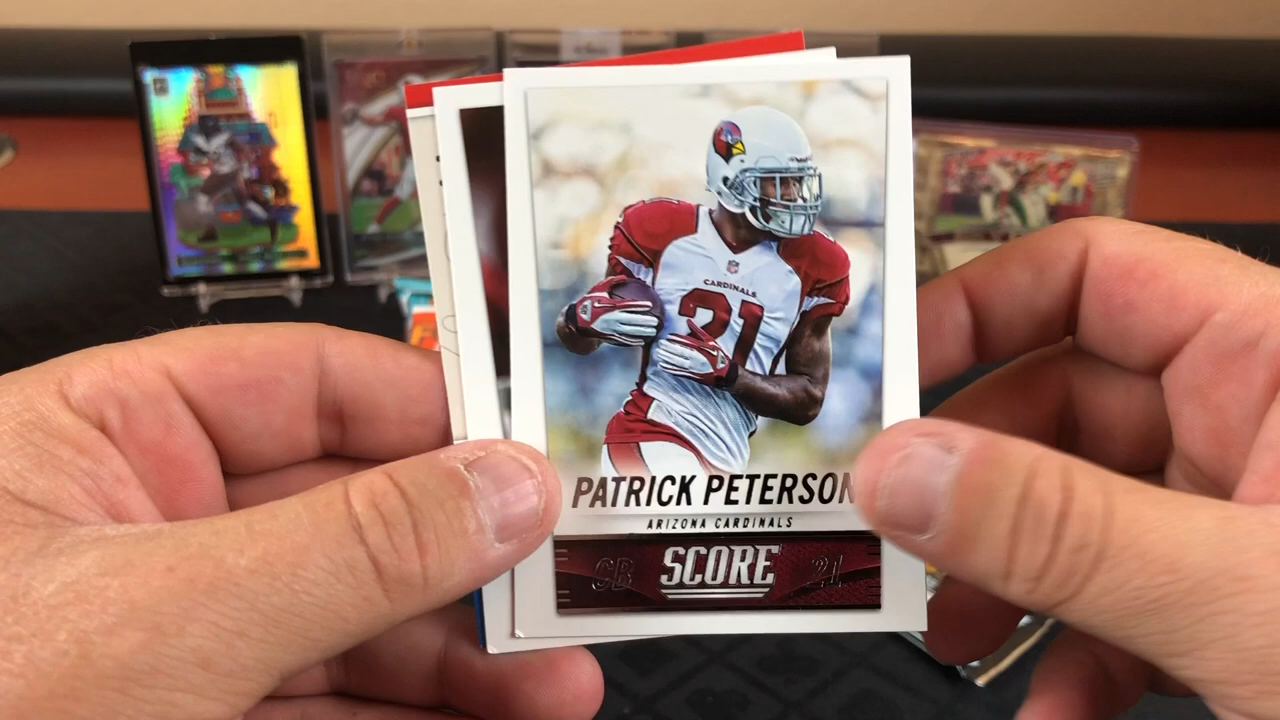 CARDINALS
21
PATRICK PETERSON
ARIZONA CARDINALS
CB SCORE 21